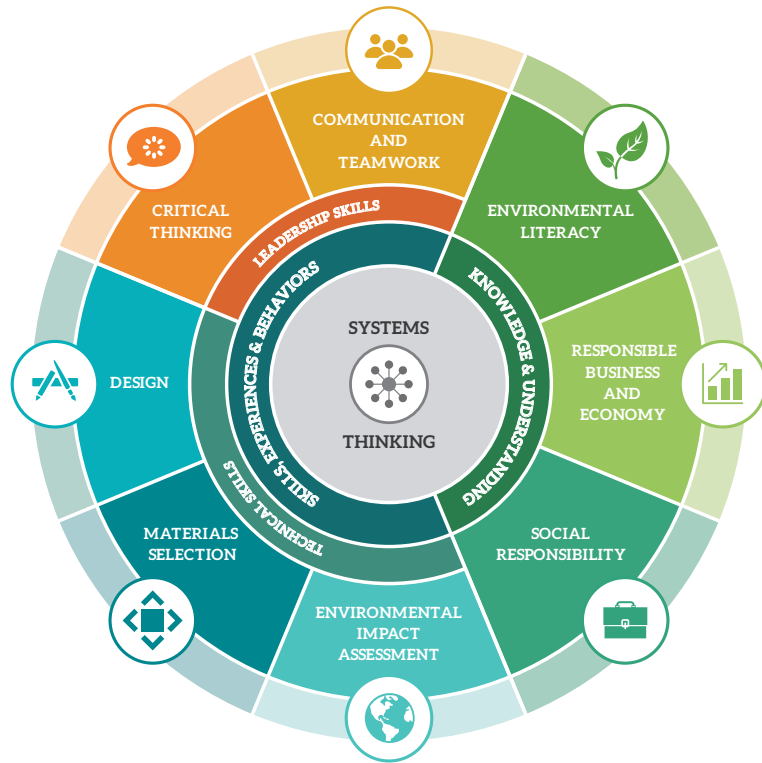 COMMUNICATION
AND
TEAMWORK
ENVIRONMENTAL
LITERACY
RESPONSIBLE
BUSINESS
AND
ECONOMY
SOCIAL
RESPONSIBILITY
ENVIRONMENTAL
IMPACT
ASSESSMENT
MATERIALS
SELECTION
DESIGN
CRITICAL
THINKING
LEADERSHIP SKILLS
TECHNICAL SKILLS
SKILLS, EXPERIENCES & BEHAVIORS
KNOWLEDGE & UNDERSTANDING
SYSTEMS
THINKING